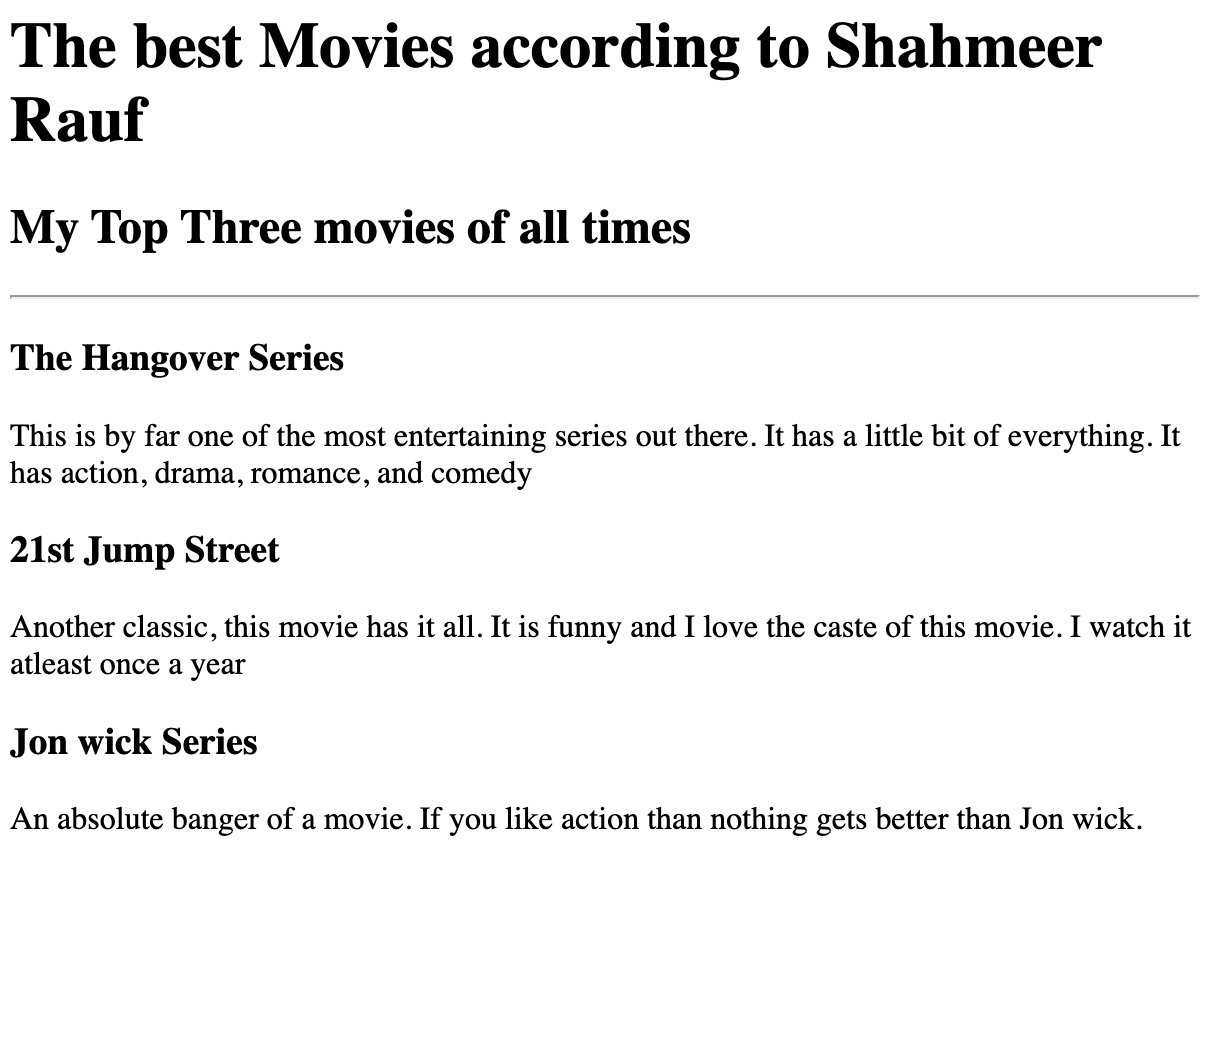 The best Movies according to Shahmeer
Rauf
My Top Three movies of all times
The Hangover Series
This is by far one of the most entertaining series out there. It has a little bit of everything. It
has action, drama, romance, and comedy
21st Jump Street
Another classic, this movie has it all. It is funny and I love the caste of this movie. I watch it
atleast once a year
Jon wick Series
An absolute banger of a movie. If you like action than nothing gets better than Jon wick.